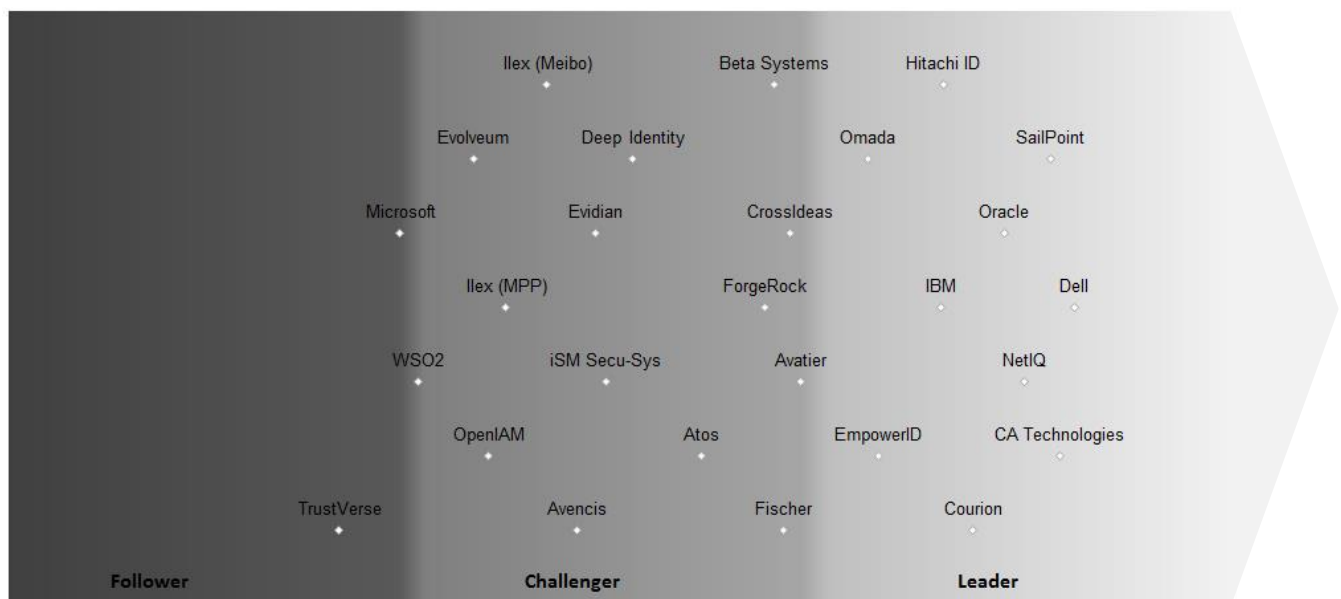 Ilex (Meibo) Beta Systems Hitachi ID
Evolveum Deep Identity Omada SailPoint
Microsoft Evidian CrossIdeas Oracle
Ilex (MPP) ForgeRock IBM Dell
WSO2 iSM Secu-Sys Avatier NetIQ
OpenIAM Atos EmpowerID CA Technologies
TrustVerse Avencis Fischer Courion
Follower Challenger Leader